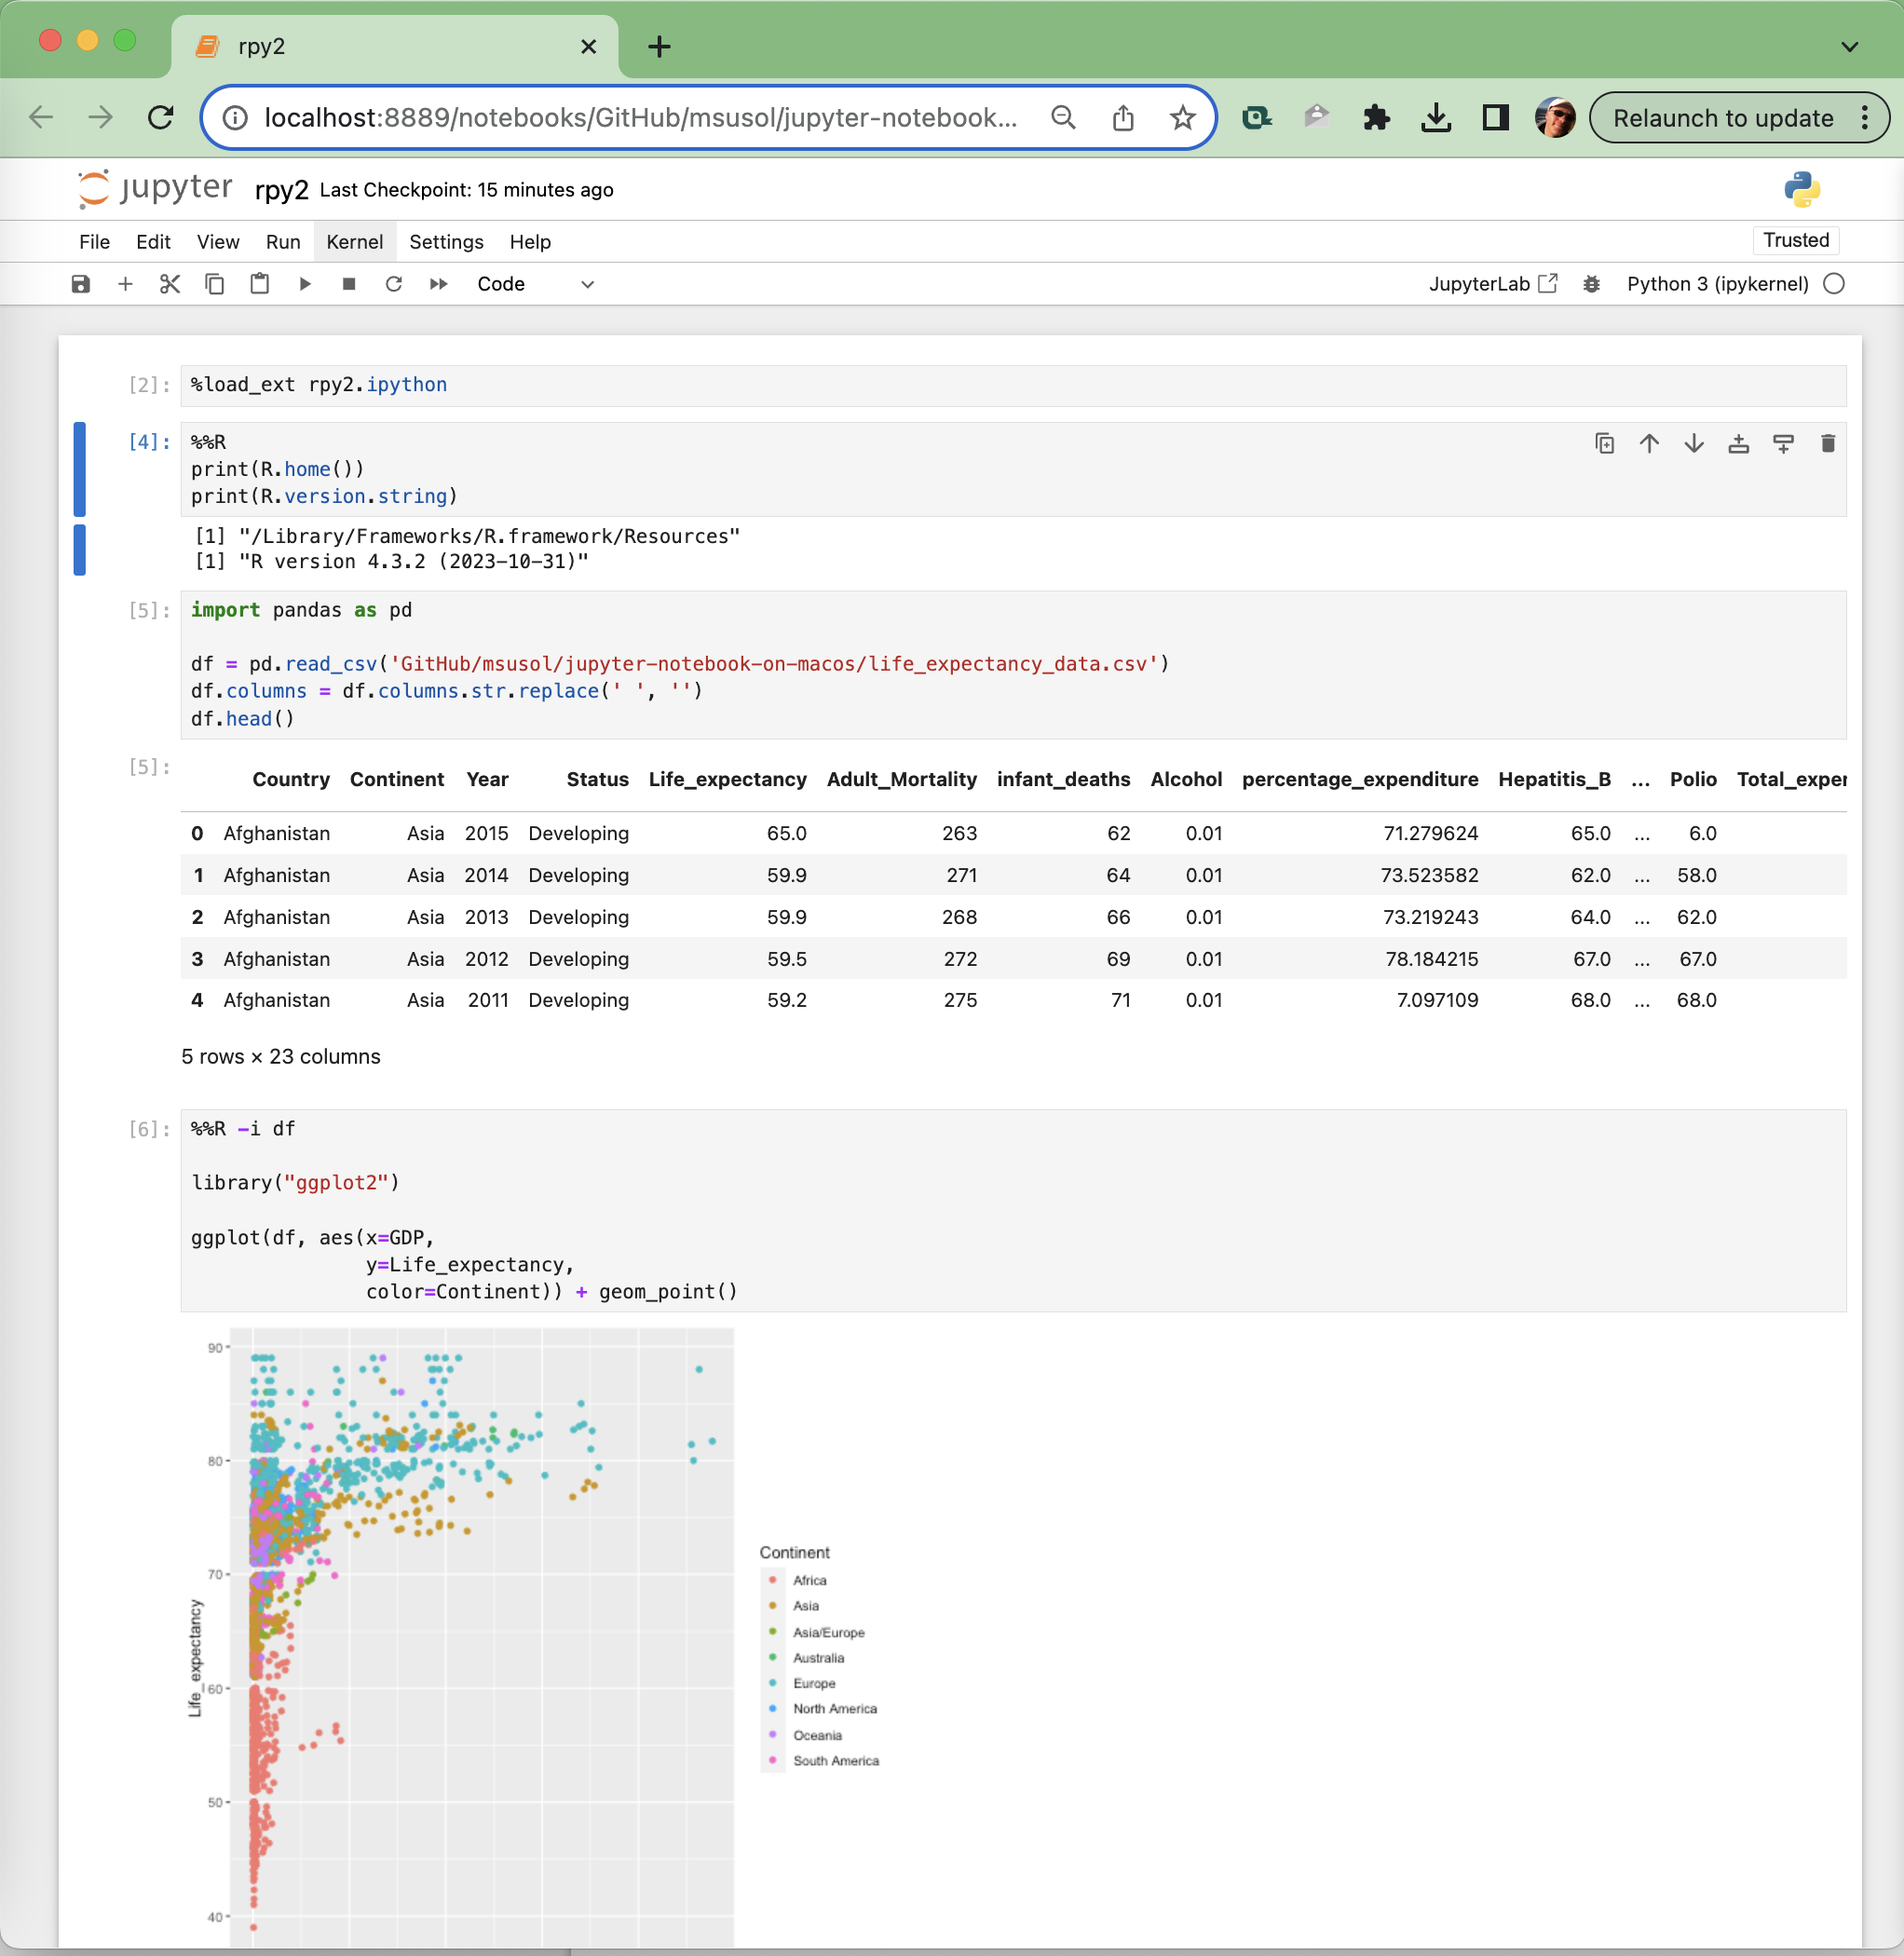 rpy2
localhost:8889/notebooks/GitHub/msusol/jupyter-notebook...
Relaunch to update
jupyter rpy2 Last Checkpoint: 15 minutes ago
File Edit View Run Kernel Settings Help
Trusted
Code
JupyterLab
Python 3 (ipykernel)
[2]: %load_ext rpy2.ipython
[4]: %%R
print(R.home())
print(R.version.string)
[1] "/Library/Frameworks/R.framework/Resources"
[1] "R version 4.3.2 (2023-10-31)"
[5]: import pandas as pd
df = pd.read_csv('GitHub/msusol/jupyter-notebook-on-macos/life_expectancy_data.csv')
df.columns = df.columns.str.replace(' ', '')
df.head()
[5]:
Country Continent Year Status Life_expectancy Adult_Mortality infant_deaths Alcohol percentage_expenditure Hepatitis_B ... Polio Total_exper
0 Afghanistan Asia 2015 Developing 65.0 263 62 0.01 71.279624 65.0 ... 6.0
1 Afghanistan Asia 2014 Developing 59.9 271 64 0.01 73.523582 62.0 ... 58.0
2 Afghanistan Asia 2013 Developing 59.9 268 66 0.01 73.219243 64.0 ... 62.0
3 Afghanistan Asia 2012 Developing 59.5 272 69 0.01 78.184215 67.0 ... 67.0
4 Afghanistan Asia 2011 Developing 59.2 275 71 0.01 7.097109 68.0 ... 68.0
5 rows × 23 columns
[6]: %%R -i df
library("ggplot2")
ggplot(df, aes(x=GDP,
y=Life_expectancy,
color=Continent)) + geom_point()
90
80
70
60
50
40
Life_expectancy
Continent
Africa
Asia
Asia/Europe
Australia
Europe
North America
Oceania
South America